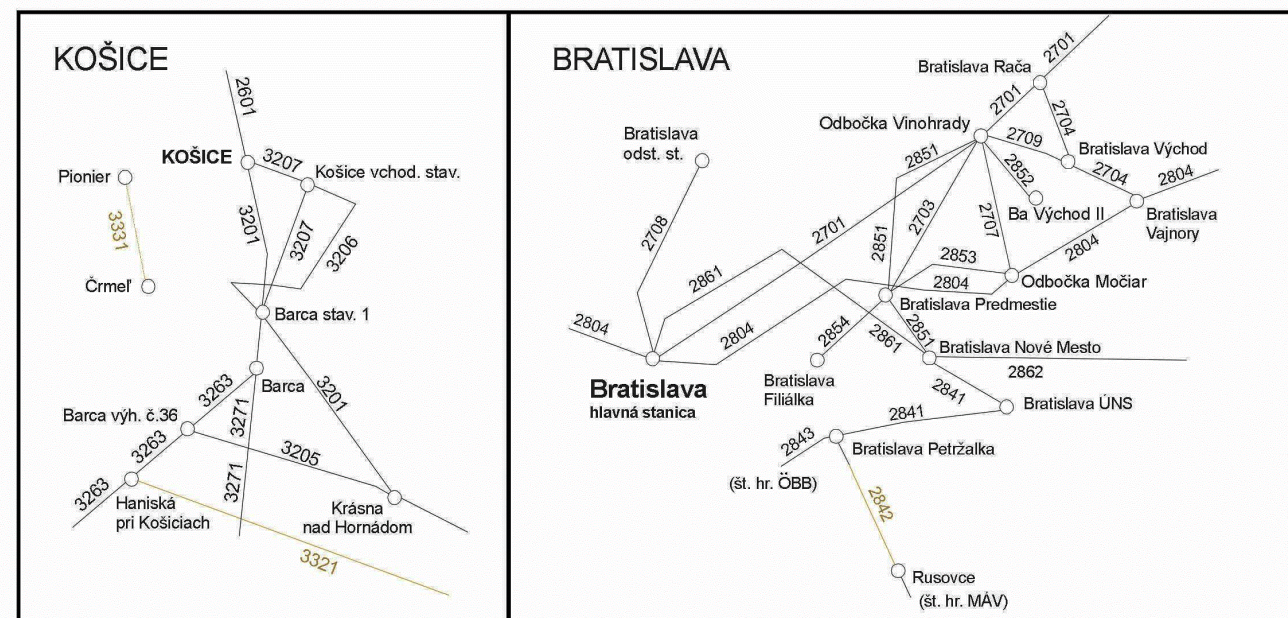 KOŠICE
2601
KOŠICE
3207
Košice vchod. stav.
Pionier
3331
Črmeľ
3201
3207
3206
Barca stav. 1
3263
Barca
3201
Barca výh. č.36
3271
3263
3205
3263
3271
Haniská
pri Košiciach
Krásna
nad Hornádom
3321
BRATISLAVA
2701
Bratislava Rača
2701
Odbočka Vinohrady
2704
Bratislava
odst. st.
2851
2709
Bratislava Východ
2852
2704
2804
Ba Východ II
Bratislava
Vajnory
2708
2701
2851
2703
2707
2804
2861
2853
Odbočka Močiar
2804
Bratislava Predmestie
2804
2804
2854
2861
2851
Bratislava Nové Mesto
2862
Bratislava
hlavná stanica
Bratislava
Filiálka
2841
Bratislava ÚNS
2841
2843
Bratislava Petržalka
(št. hr. ÖBB)
2842
Rusovce
(št. hr. MÁV)